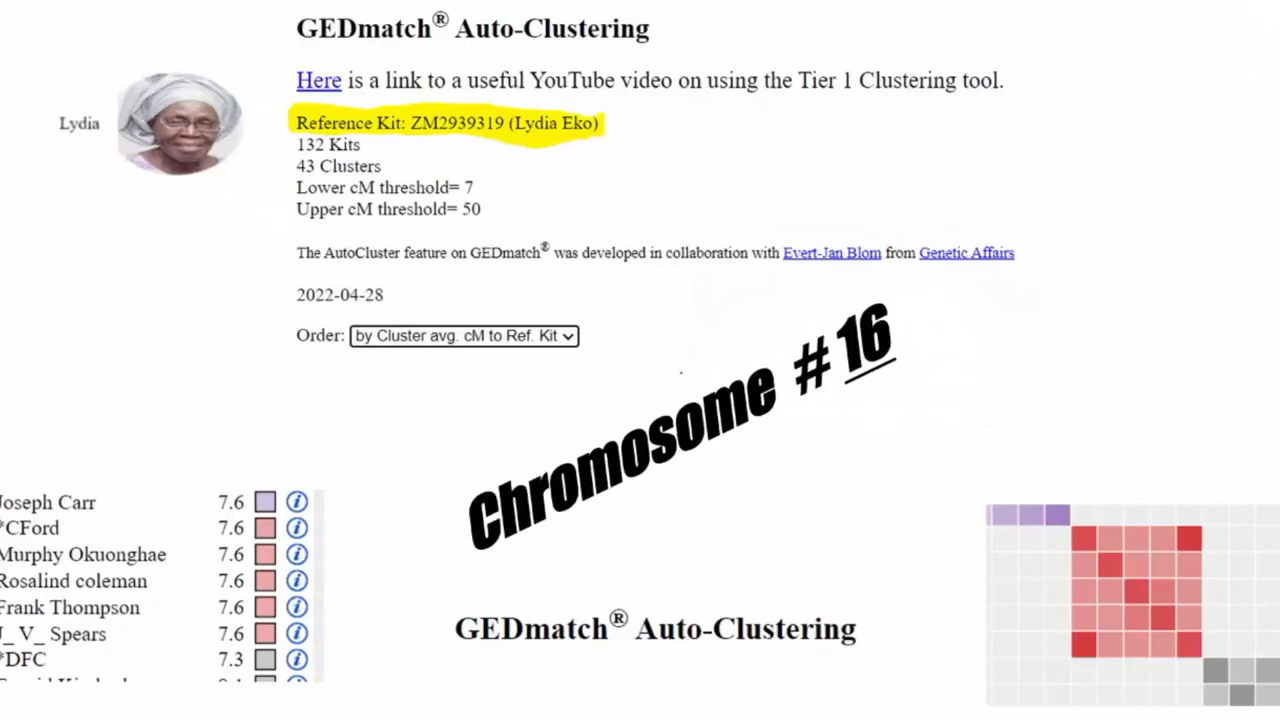 GEDmatch® Auto-Clustering
Here is a link to a useful YouTube video on using the Tier 1 Clustering tool.
Lydia
Reference Kit: ZM2939319 (Lydia Eko)
132 Kits
43 Clusters
Lower cM threshold= 7
Upper cM threshold= 50
The AutoCluster feature on GEDmatch® was developed in collaboration with Evert-Jan Blom from Genetic Affairs
2022-04-28
Order: by Cluster avg. cM to Ref. Kit
Chromosome # 16
Joseph Carr 7.6
*CFord 7.6
Murphy Okuonghae 7.6
Rosalind coleman 7.6
Frank Thompson 7.6
J_ V_ Spears 7.6
*DFC 7.3
GEDmatch® Auto-Clustering